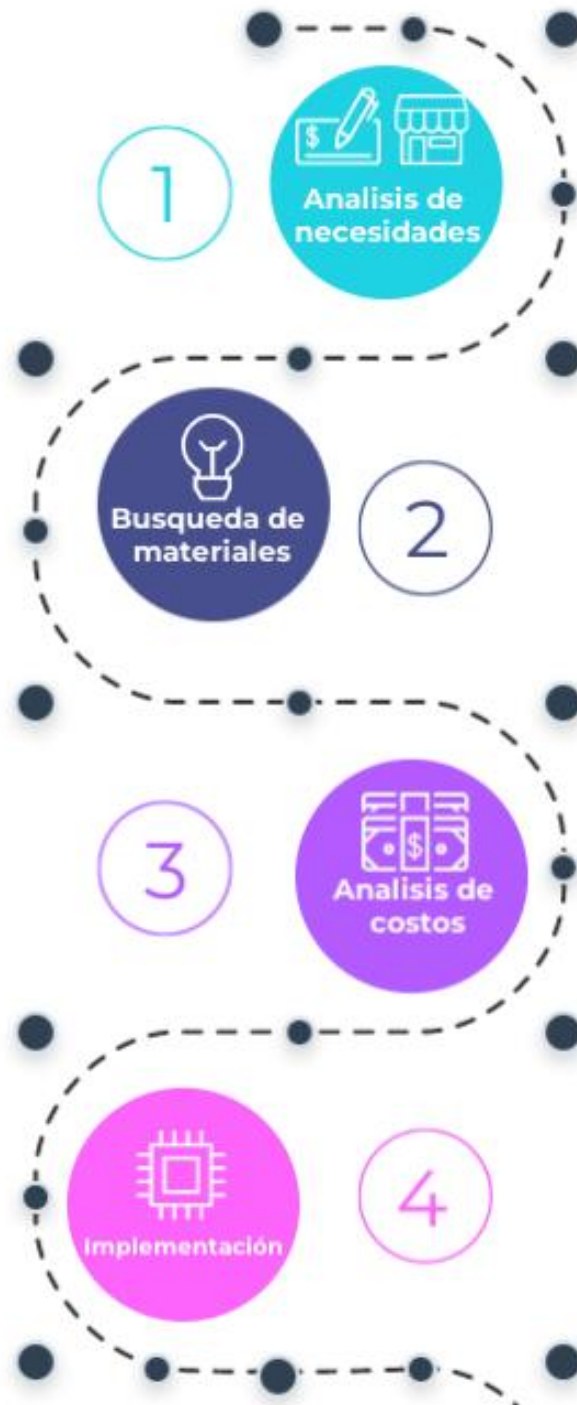 $
1
Analisis de
necesidades
Busqueda de
materiales
2
3
$
Analisis de
costos
Implementación
4